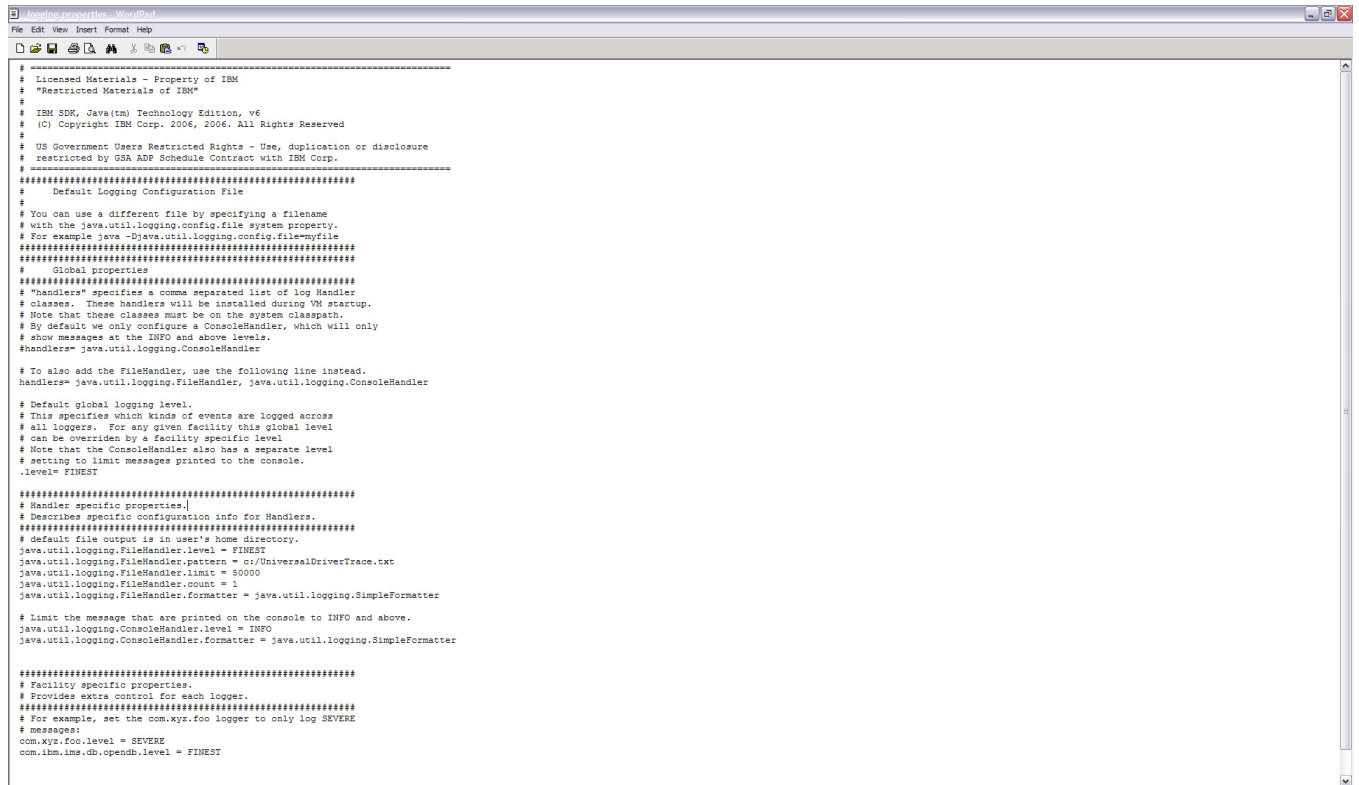 logging.properties - WordPad
File Edit View Insert Format Help
# ===========================================================================
#  Licensed Materials - Property of IBM
#  "Restricted Materials of IBM"
#
#  IBM SDK, Java(tm) Technology Edition, v6
#  (C) Copyright IBM Corp. 2006, 2006. All Rights Reserved
#
#  US Government Users Restricted Rights - Use, duplication or disclosure
#  restricted by GSA ADP Schedule Contract with IBM Corp.
# ===========================================================================
############################################################
#     Default Logging Configuration File
#
# You can use a different file by specifying a filename
# with the java.util.logging.config.file system property.
# For example java -Djava.util.logging.config.file=myfile
############################################################
############################################################
#     Global properties
############################################################
# "handlers" specifies a comma separated list of log Handler
# classes.  These handlers will be installed during VM startup.
# Note that these classes must be on the system classpath.
# By default we only configure a ConsoleHandler, which will only
# show messages at the INFO and above levels.
#handlers= java.util.logging.ConsoleHandler
# To also add the FileHandler, use the following line instead.
handlers= java.util.logging.FileHandler, java.util.logging.ConsoleHandler
# Default global logging level.
# This specifies which kinds of events are logged across
# all loggers.  For any given facility this global level
# can be overriden by a facility specific level
# Note that the ConsoleHandler also has a separate level
# setting to limit messages printed to the console.
.level= FINEST
############################################################
# Handler specific properties.
# Describes specific configuration info for Handlers.
############################################################
# default file output is in user's home directory.
java.util.logging.FileHandler.level = FINEST
java.util.logging.FileHandler.pattern = c:/UniversalDriverTrace.txt
java.util.logging.FileHandler.limit = 50000
java.util.logging.FileHandler.count = 1
java.util.logging.FileHandler.formatter = java.util.logging.SimpleFormatter
# Limit the message that are printed on the console to INFO and above.
java.util.logging.ConsoleHandler.level = INFO
java.util.logging.ConsoleHandler.formatter = java.util.logging.SimpleFormatter
############################################################
# Facility specific properties.
# Provides extra control for each logger.
############################################################
# For example, set the com.xyz.foo logger to only log SEVERE
# messages:
com.xyz.foo.level = SEVERE
com.ibm.ims.db.opendb.level = FINEST